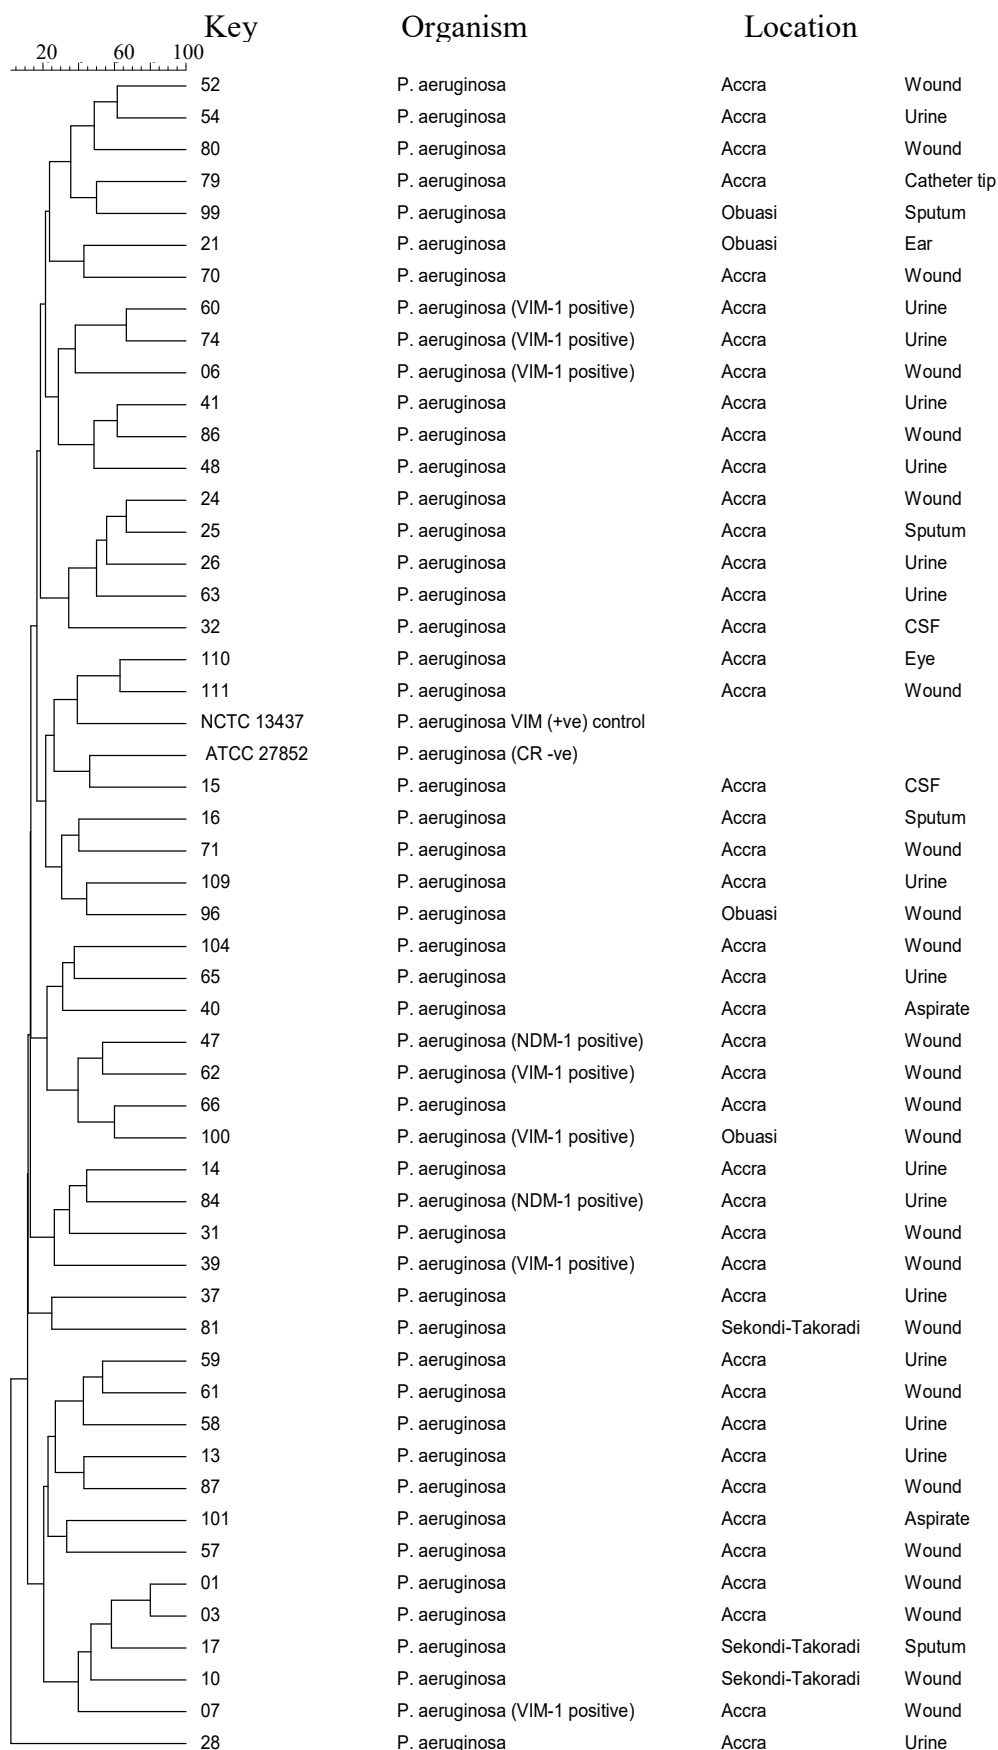 Key Organism Location
20 60 100
52 P. aeruginosa Accra Wound
54 P. aeruginosa Accra Urine
80 P. aeruginosa Accra Wound
79 P. aeruginosa Accra Catheter tip
99 P. aeruginosa Obuasi Sputum
21 P. aeruginosa Obuasi Ear
70 P. aeruginosa Accra Wound
60 P. aeruginosa (VIM-1 positive) Accra Urine
74 P. aeruginosa (VIM-1 positive) Accra Urine
06 P. aeruginosa (VIM-1 positive) Accra Wound
41 P. aeruginosa Accra Urine
86 P. aeruginosa Accra Wound
48 P. aeruginosa Accra Urine
24 P. aeruginosa Accra Wound
25 P. aeruginosa Accra Sputum
26 P. aeruginosa Accra Urine
63 P. aeruginosa Accra Urine
32 P. aeruginosa Accra CSF
110 P. aeruginosa Accra Eye
111 P. aeruginosa Accra Wound
NCTC 13437 P. aeruginosa VIM (+ve) control
ATCC 27852 P. aeruginosa (CR -ve)
15 P. aeruginosa Accra CSF
16 P. aeruginosa Accra Sputum
71 P. aeruginosa Accra Wound
109 P. aeruginosa Accra Urine
96 P. aeruginosa Obuasi Wound
104 P. aeruginosa Accra Wound
65 P. aeruginosa Accra Urine
40 P. aeruginosa Accra Aspirate
47 P. aeruginosa (NDM-1 positive) Accra Wound
62 P. aeruginosa (VIM-1 positive) Accra Wound
66 P. aeruginosa Accra Wound
100 P. aeruginosa (VIM-1 positive) Obuasi Wound
14 P. aeruginosa Accra Urine
84 P. aeruginosa (NDM-1 positive) Accra Urine
31 P. aeruginosa Accra Wound
39 P. aeruginosa (VIM-1 positive) Accra Wound
37 P. aeruginosa Accra Urine
81 P. aeruginosa Sekondi-Takoradi Wound
59 P. aeruginosa Accra Urine
61 P. aeruginosa Accra Wound
58 P. aeruginosa Accra Urine
13 P. aeruginosa Accra Urine
87 P. aeruginosa Accra Wound
101 P. aeruginosa Accra Aspirate
57 P. aeruginosa Accra Wound
01 P. aeruginosa Accra Wound
03 P. aeruginosa Accra Wound
17 P. aeruginosa Sekondi-Takoradi Sputum
10 P. aeruginosa Sekondi-Takoradi Wound
07 P. aeruginosa (VIM-1 positive) Accra Wound
28 P. aeruginosa Accra Urine